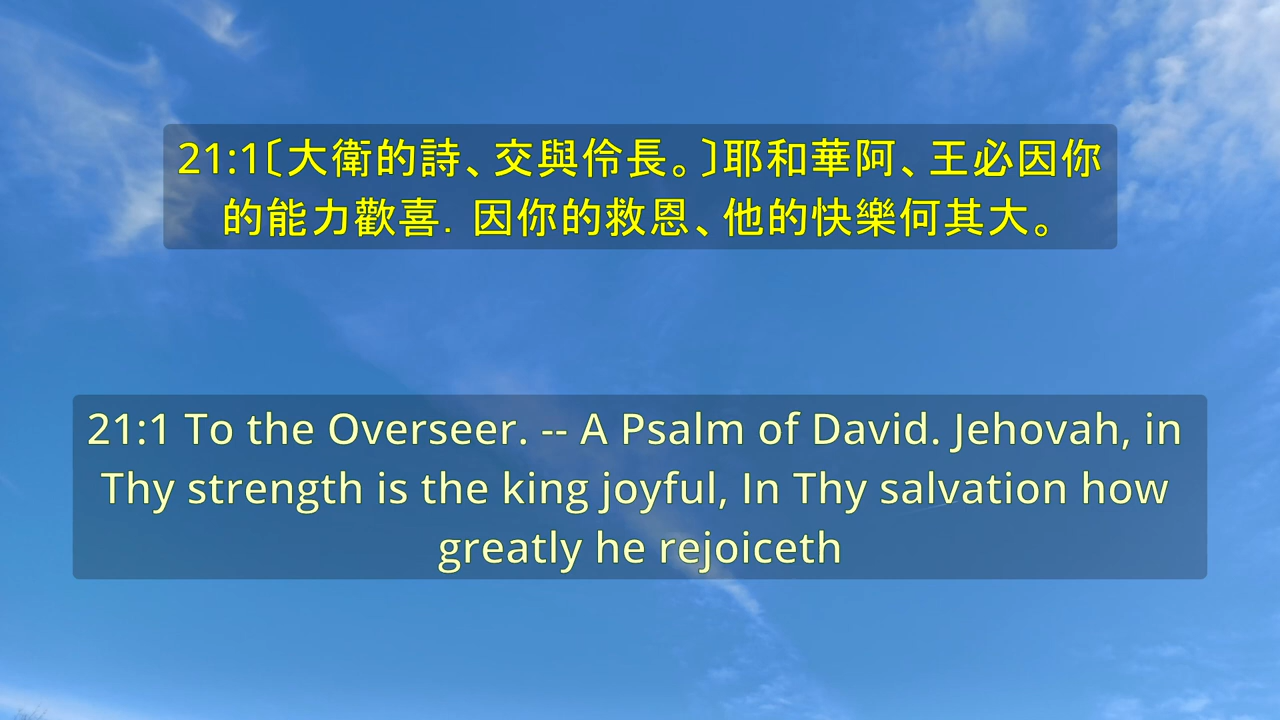 21:1〔大衛的詩、交與伶長。〕耶和華阿、王必因你
的能力歡喜．因你的救恩、他的快樂何其大。
21:1 To the Overseer. -- A Psalm of David. Jehovah, in
Thy strength is the king joyful, In Thy salvation how
greatly he rejoiceth